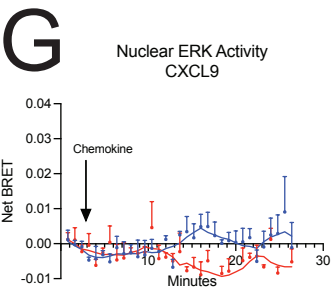 G
Nuclear ERK Activity
CXCL9
0.04
0.03
Chemokine
0.02
Net BRET
0.01
0.00
10
20
30
-0.01
Minutes